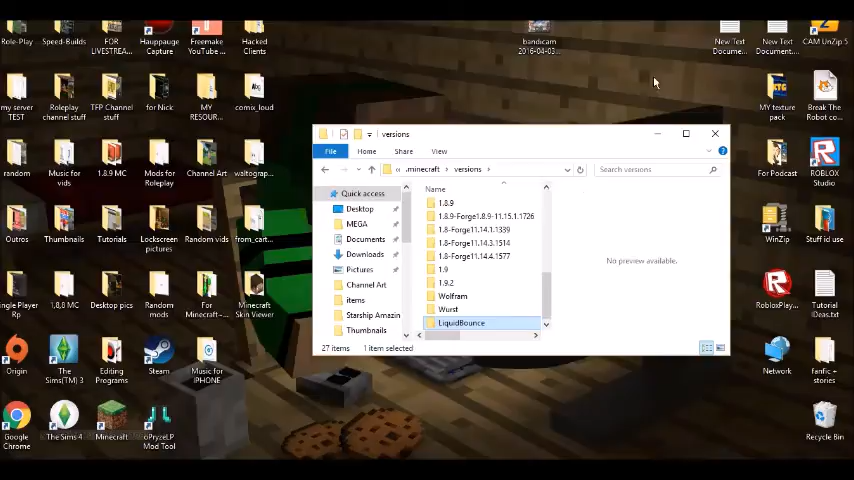 Role-Play
Speed-Builds
FOR
LIVESTREA...
Hauppauge
Capture
Freemake
YouTube ...
Hacked
Clients
bandicam
2016-04-03...
New Text
Docume...
New Text
Document....
CAM UnZip 5
my server
TEST
Roleplay
channel stuff
TFP Channel
stuff
for Nick
MY
RESOUR...
comix_loud
MY texture
pack
Break The
Robot co...
versions
File
Home
Share
View
« .minecraft › versions ›
Search versions
random
Music for
vids
1.8.9 MC
Mods for
Roleplay
Channel Art
waltograp...
For Podcast
ROBLOX
Studio
Quick access
Desktop
MEGA
Documents
Downloads
Pictures
Channel Art
items
Starship Amazin
Thumbnails
Name
1.8.9
1.8.9-Forge1.8.9-11.15.1.1726
1.8-Forge11.14.1.1339
1.8-Forge11.14.3.1514
1.8-Forge11.14.4.1577
1.9
1.9.2
Wolfram
Wurst
LiquidBounce
No preview available.
27 items
1 item selected
Outros
Thumbnails
Tutorials
Lockscreen
pictures
Random vids
from_cart...
WinZip
Stuff id use
ingle Player
Rp
1,8,8 MC
Desktop pics
Random
mods
For
Minecraft-...
Minecraft
Skin Viewer
RobloxPlay...
Tutorial
IDeas.txt
Origin
The
Sims(TM) 3
Editing
Programs
Steam
Music for
IPHONE
Network
fanfic +
stories
Google
Chrome
The Sims 4
Minecraft
oPryzeLP
Mod Tool
Recycle Bin